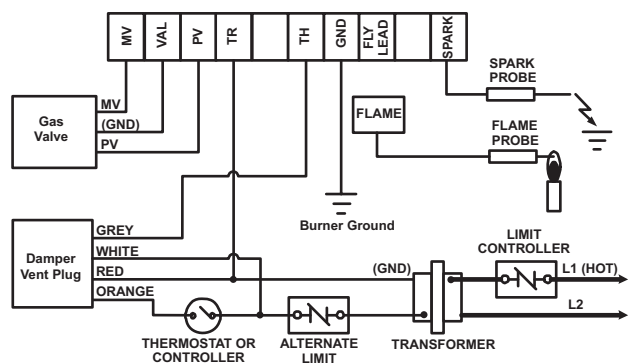 MV
VAL
PV
TR
TH
GND
FLY
LEAD
SPARK
SPARK
PROBE
Gas
Valve
MV
(GND)
PV
FLAME
FLAME
PROBE
Burner Ground
Damper
Vent Plug
GREY
WHITE
RED
ORANGE
(GND)
LIMIT
CONTROLLER
L1 (HOT)
L2
THERMOSTAT OR
CONTROLLER
ALTERNATE
LIMIT
TRANSFORMER